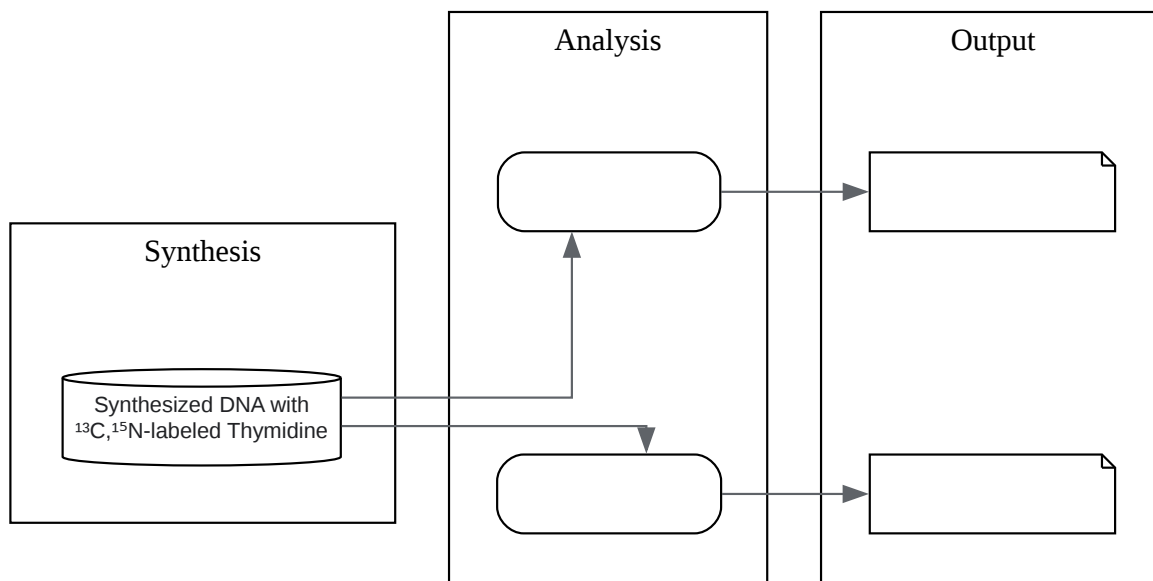 Analysis
Output
Synthesis
Synthesized DNA with
¹³C,¹⁵N-labeled Thymidine